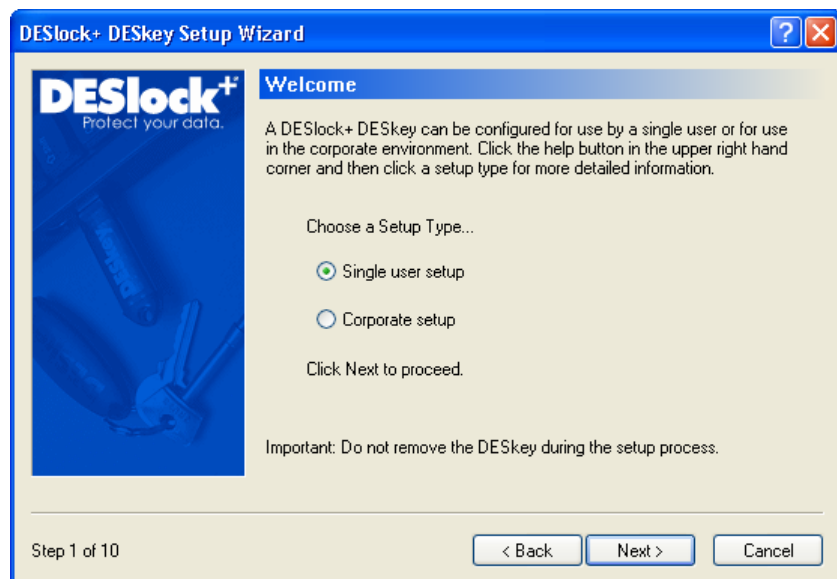 DESlock+ DESkey Setup Wizard
DESlock+
Protect your data.
DESkey
Welcome
A DESlock+ DESkey can be configured for use by a single user or for use
in the corporate environment. Click the help button in the upper right hand
corner and then click a setup type for more detailed information.
Choose a Setup Type...
Single user setup
Corporate setup
Click Next to proceed.
Important: Do not remove the DESkey during the setup process.
Step 1 of 10
< Back
Next >
Cancel